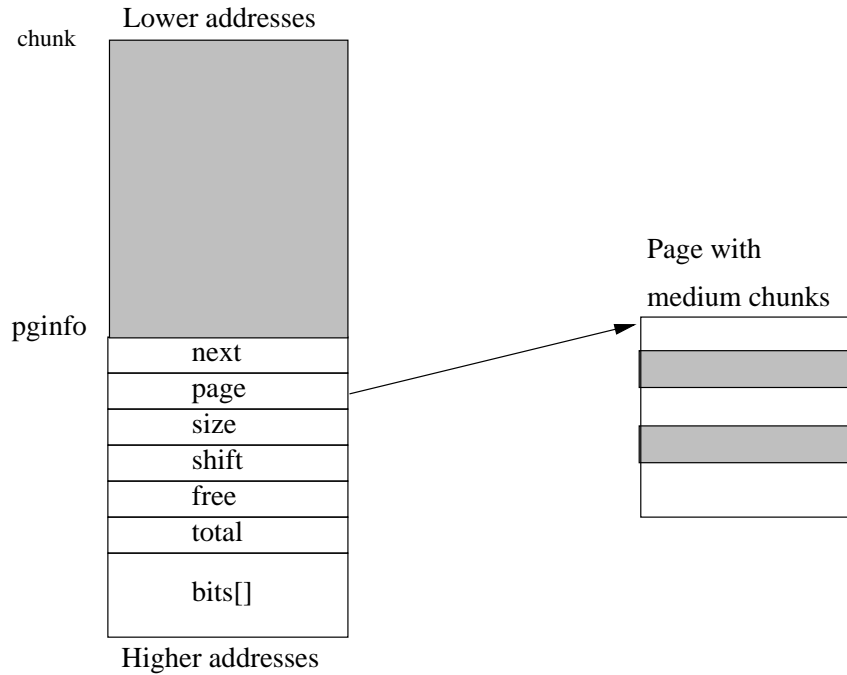 Lower addresses
chunk
Page with
medium chunks
pginfo
next
page
size
shift
free
total
bits[]
Higher addresses